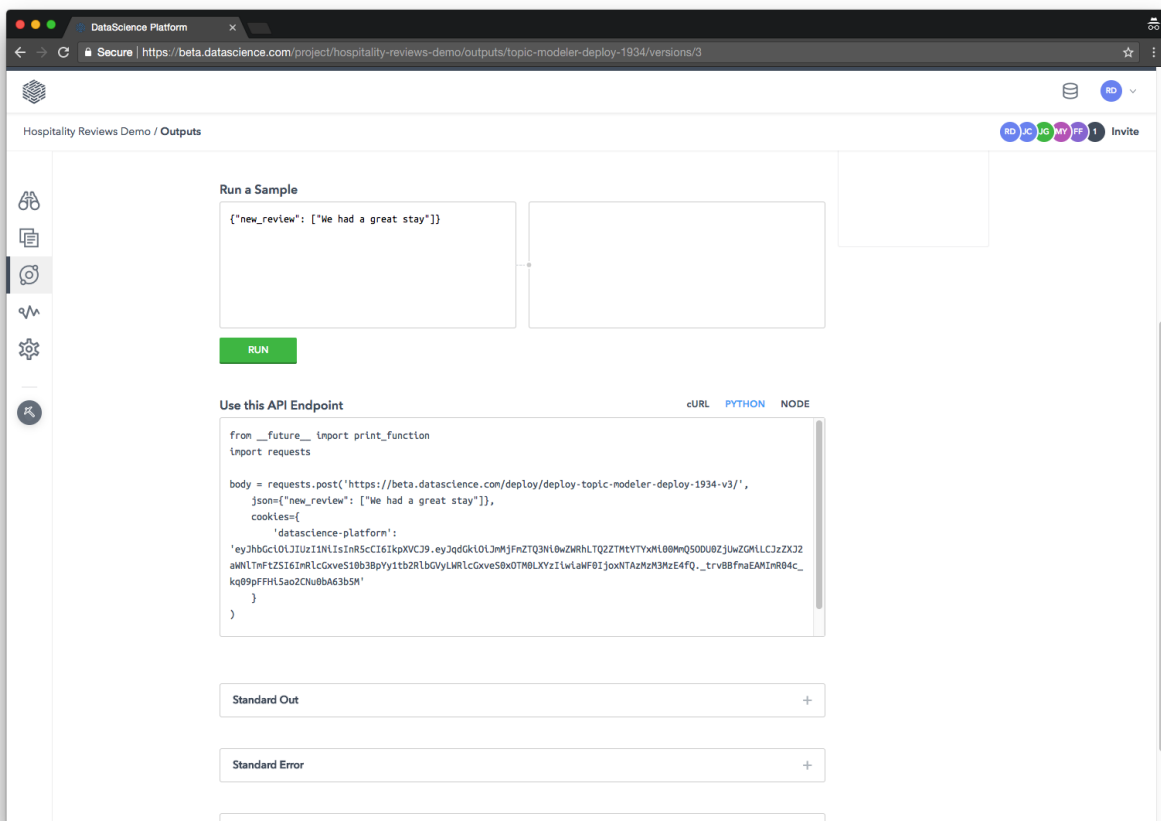 DataScience Platform
Secure | https://beta.datascience.com/project/hospitality-reviews-demo/outputs/topic-modeler-deploy-1934/versions/3
RD
Hospitality Reviews Demo / Outputs
RD JC JG MY FF 1 Invite
Run a Sample
{"new_review": ["We had a great stay"]}
RUN
Use this API Endpoint
cURL PYTHON NODE
from __future__ import print_function
import requests
body = requests.post('https://beta.datascience.com/deploy/deploy-topic-modeler-deploy-1934-v3/',
json={"new_review": ["We had a great stay"]},
cookies={
'datascience-platform':
}
)
Standard Out
Standard Error